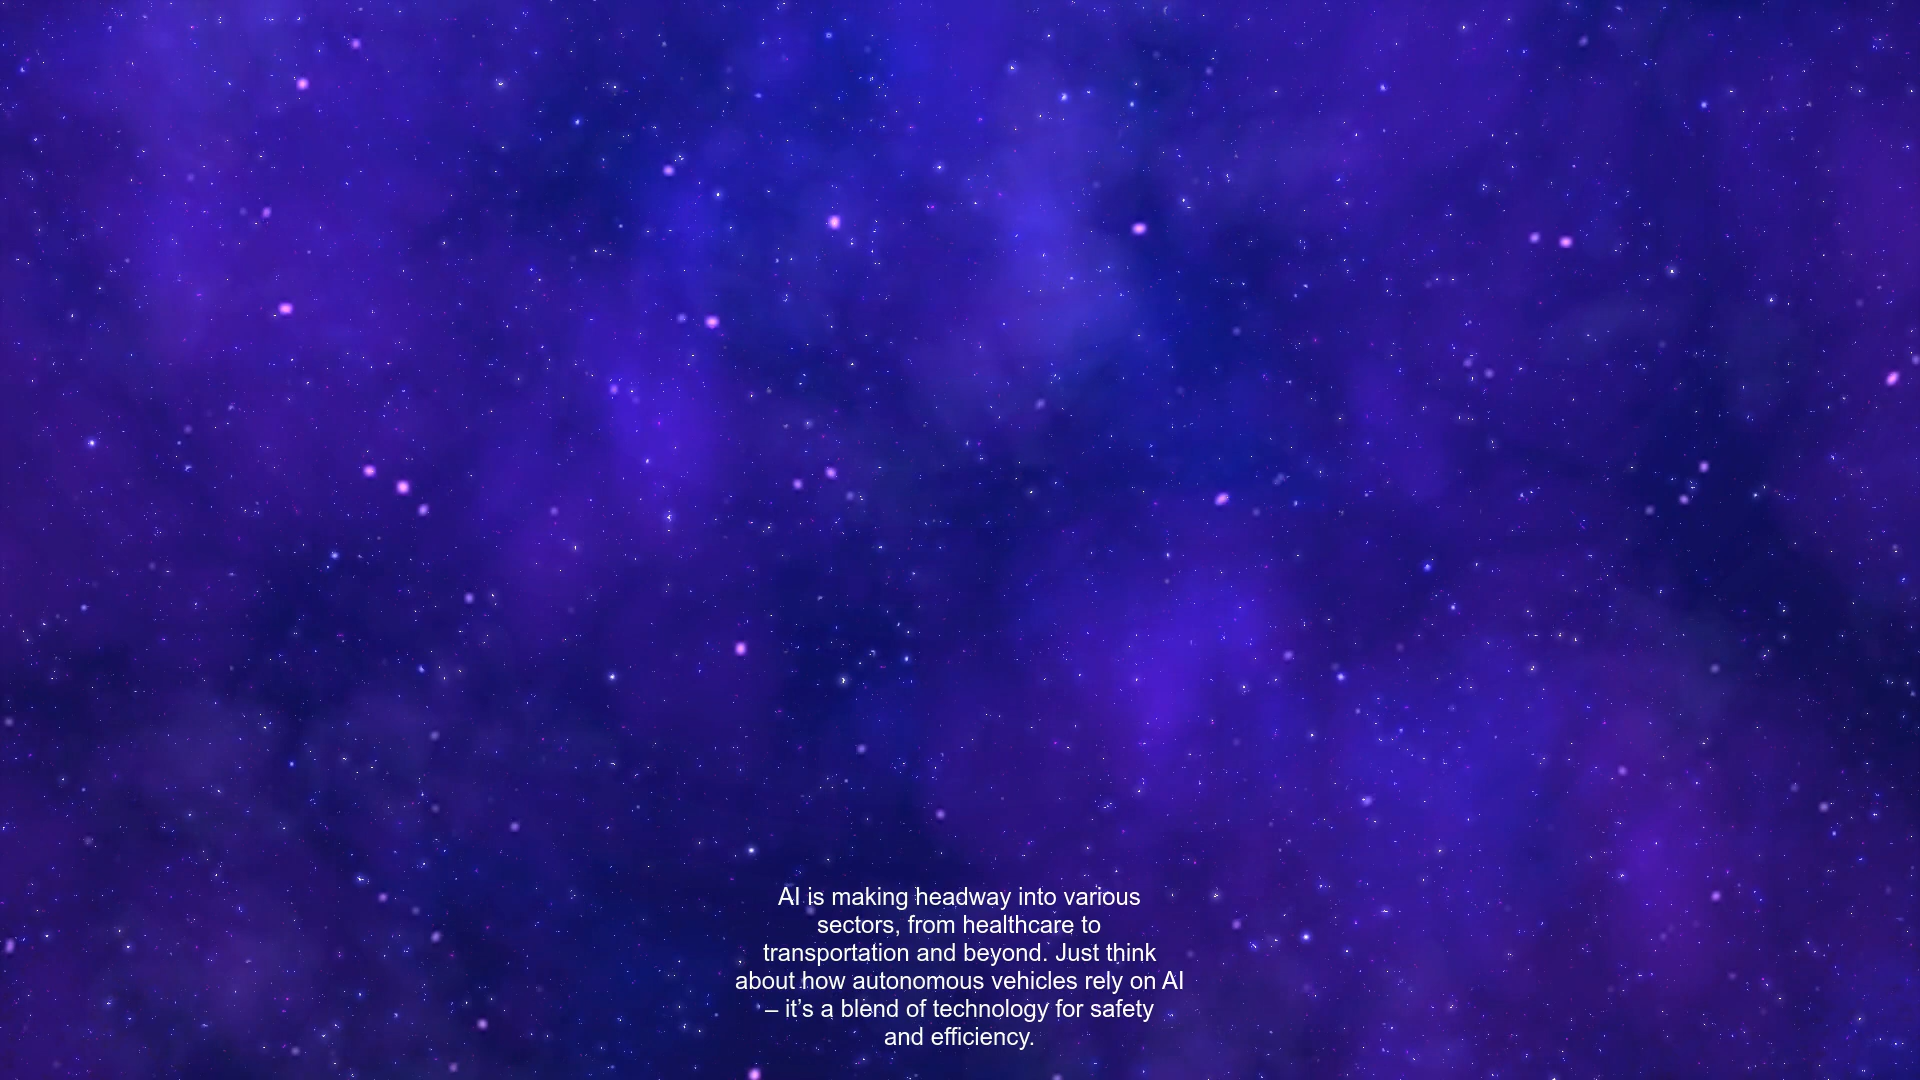 AI is making headway into various
sectors, from healthcare to
transportation and beyond. Just think
about how autonomous vehicles rely on AI
– it’s a blend of technology for safety
and efficiency.